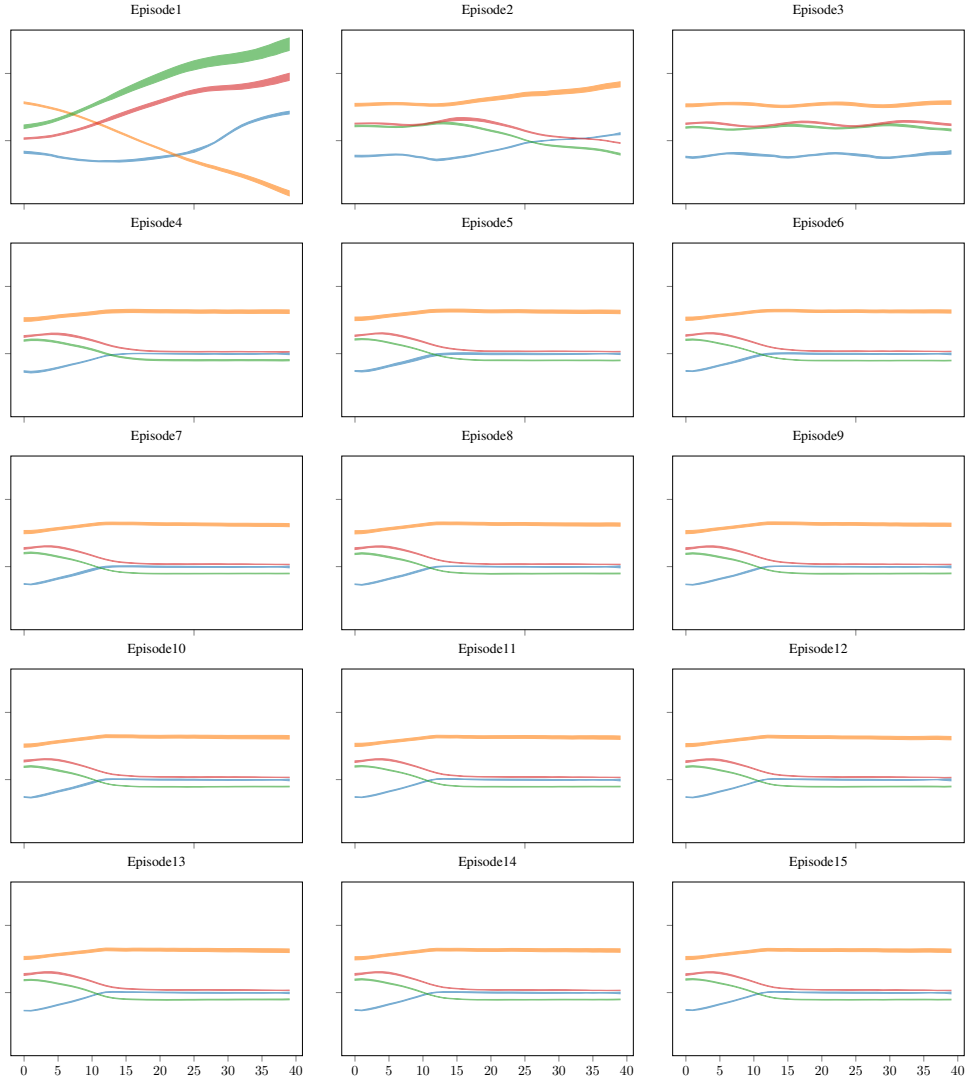 Episode1 Episode2 Episode3
Episode4 Episode5 Episode6
Episode7 Episode8 Episode9
Episode10 Episode11 Episode12
Episode13 Episode14 Episode15
0 5 10 15 20 25 30 35 40 0 5 10 15 20 25 30 35 40 0 5 10 15 20 25 30 35 40